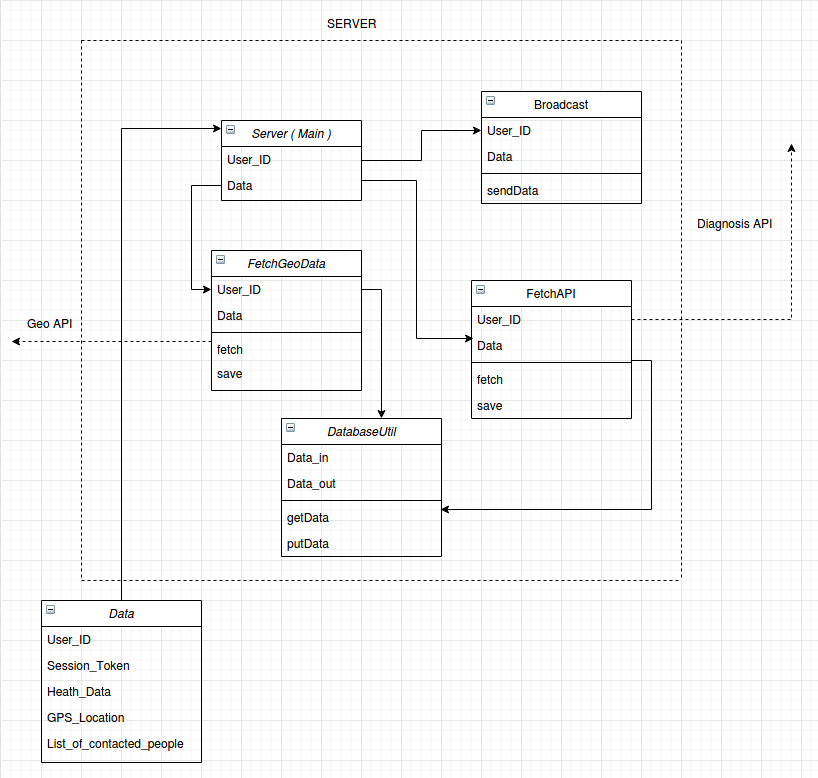 SERVER
Broadcast
User_ID
Data
sendData
Server ( Main )
User_ID
Data
Diagnosis API
FetchGeoData
User_ID
Data
fetch
save
Geo API
FetchAPI
User_ID
Data
fetch
save
DatabaseUtil
Data_in
Data_out
getData
putData
Data
User_ID
Session_Token
Heath_Data
GPS_Location
List_of_contacted_people